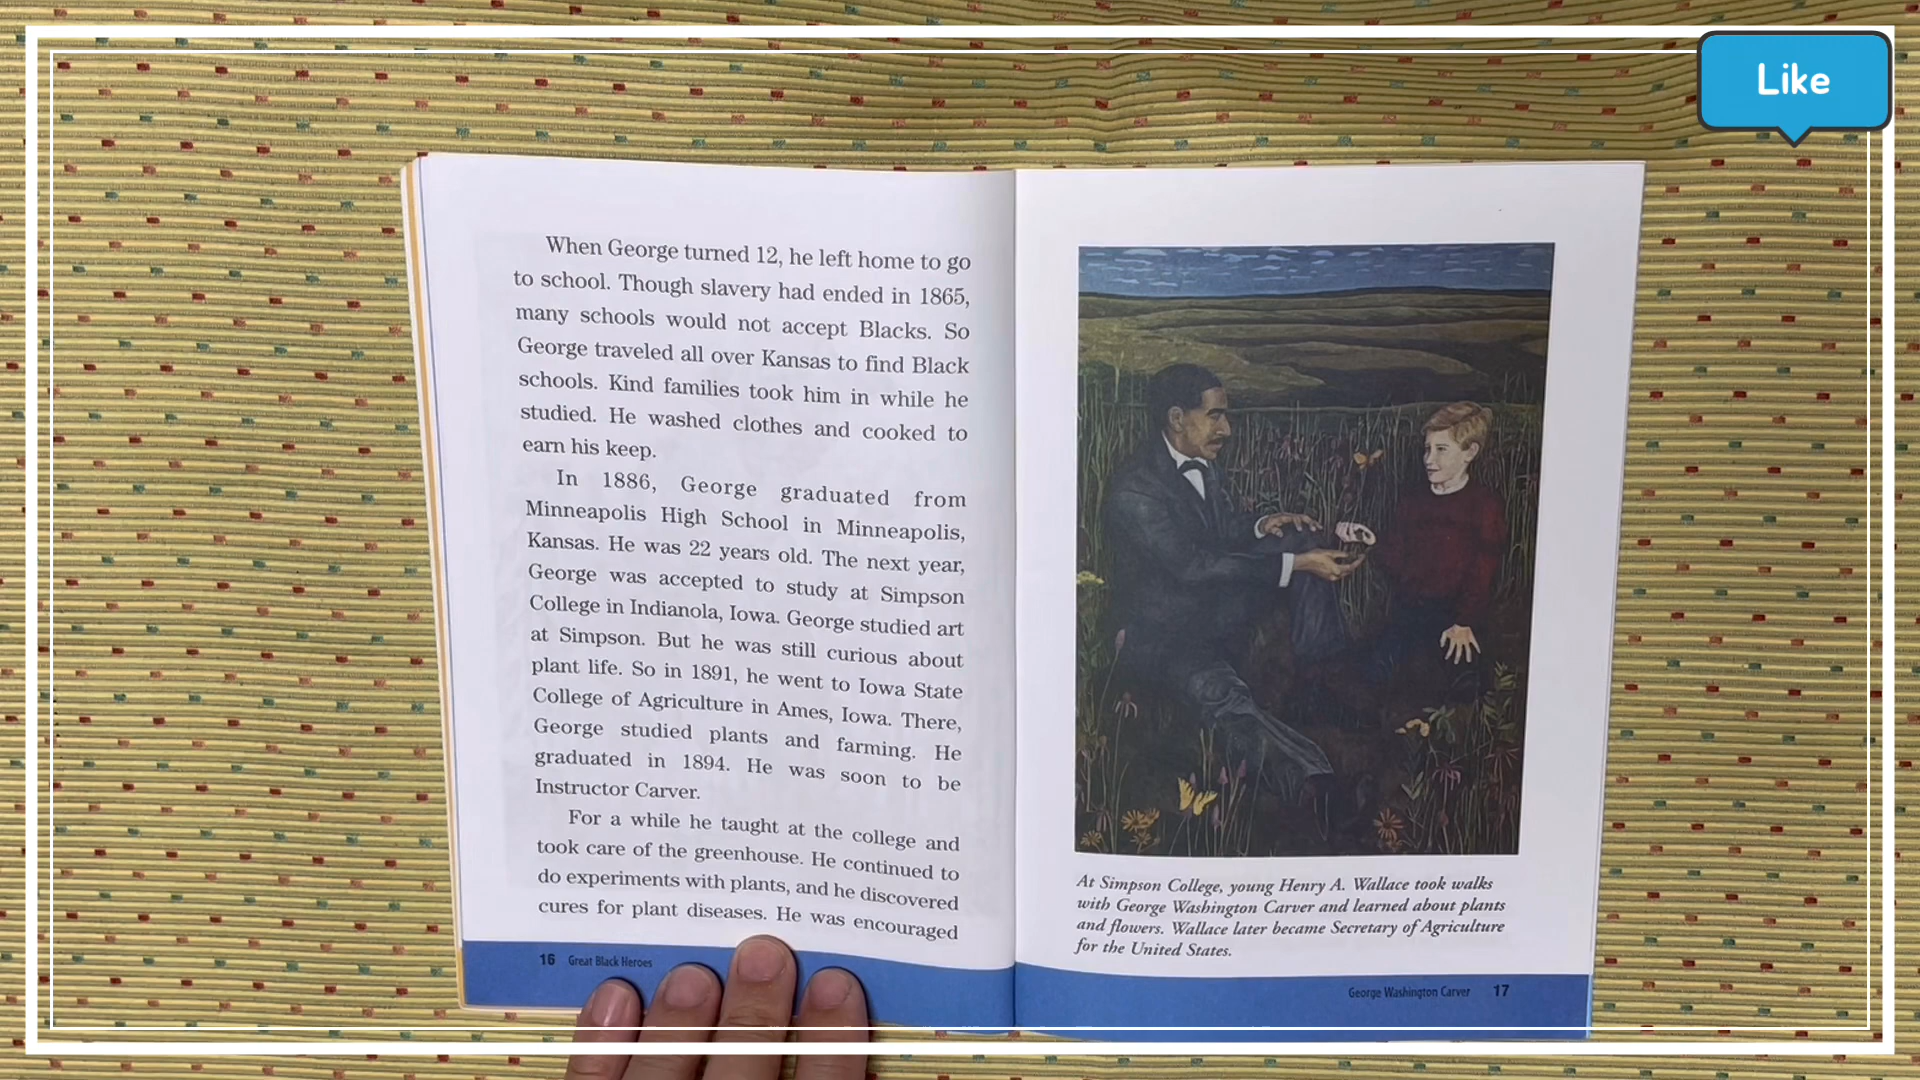 Like
When George turned 12, he left home to go
to school. Though slavery had ended in 1865,
many schools would not accept Blacks. So
George traveled all over Kansas to find Black
schools. Kind families took him in while he
studied. He washed clothes and cooked to
earn his keep.
In 1886, George graduated from
Minneapolis High School in Minneapolis,
Kansas. He was 22 years old. The next year,
George was accepted to study at Simpson
College in Indianola, Iowa. George studied art
at Simpson. But he was still curious about
plant life. So in 1891, he went to Iowa State
College of Agriculture in Ames, Iowa. There,
George studied plants and farming. He
graduated in 1894. He was soon to be
Instructor Carver.
For a while he taught at the college and
took care of the greenhouse. He continued to
do experiments with plants, and he discovered
cures for plant diseases. He was encouraged
16 Great Black Heroes
At Simpson College, young Henry A. Wallace took walks
with George Washington Carver and learned about plants
and flowers. Wallace later became Secretary of Agriculture
for the United States.
George Washington Carver 17